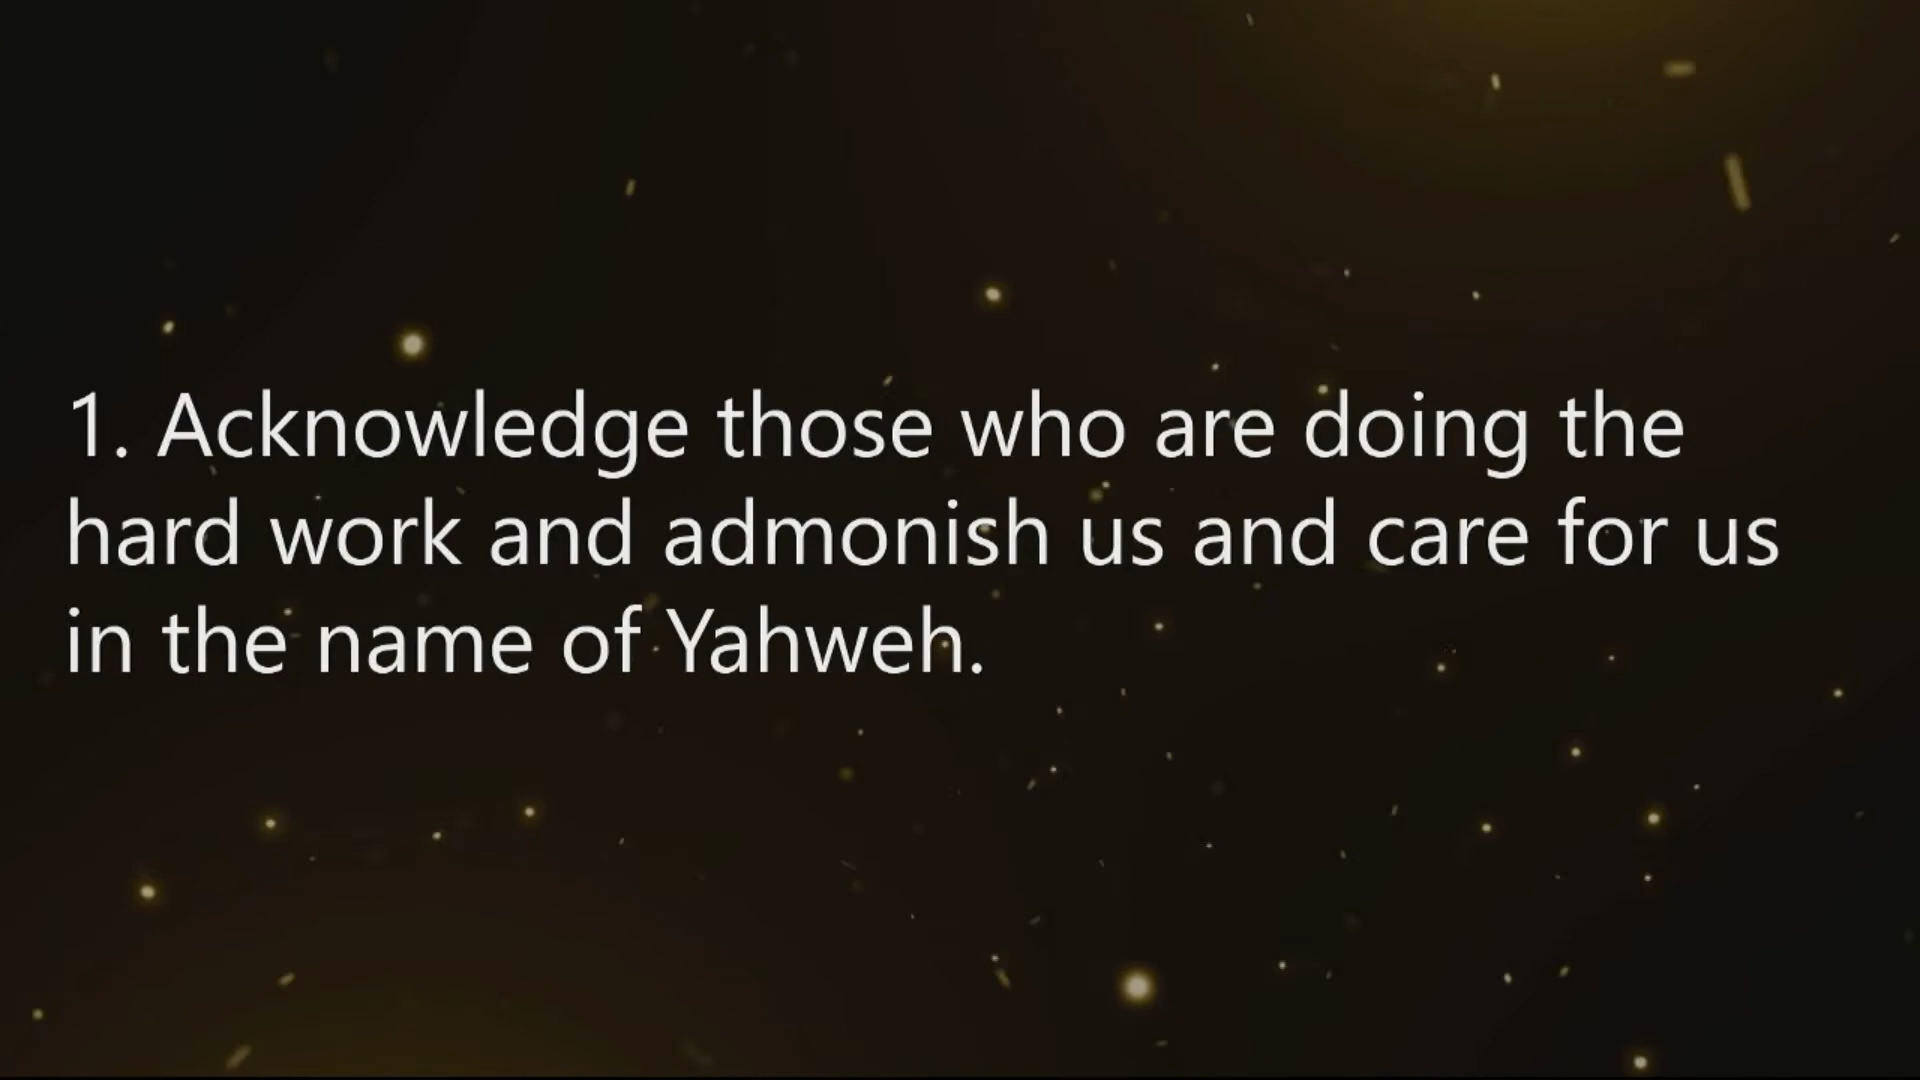 1. Acknowledge those who are doing the
hard work and admonish us and care for us
in the name of Yahweh.